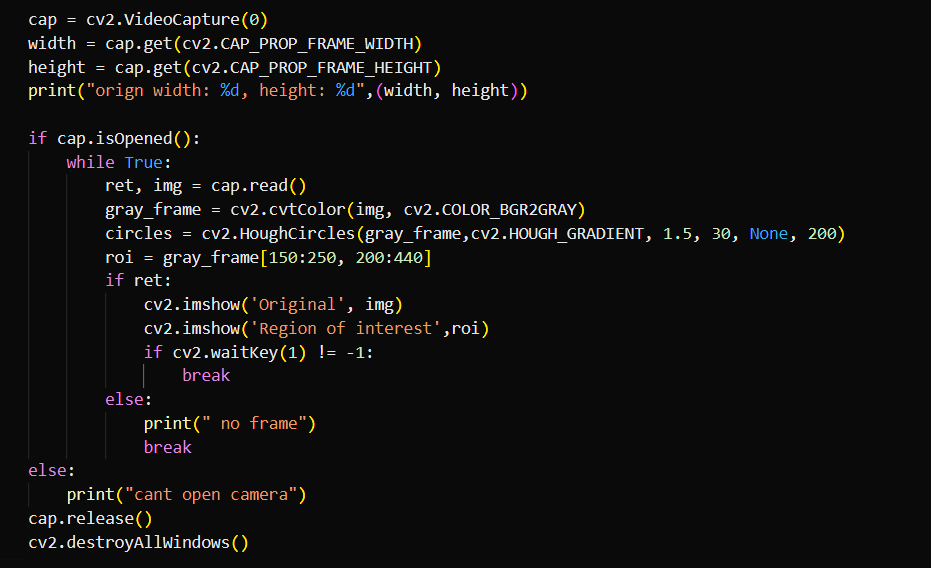 cap = cv2.VideoCapture(0)
width = cap.get(cv2.CAP_PROP_FRAME_WIDTH)
height = cap.get(cv2.CAP_PROP_FRAME_HEIGHT)
print("orign width: %d, height: %d",(width, height))

if cap.isOpened():
    while True:
        ret, img = cap.read()
        gray_frame = cv2.cvtColor(img, cv2.COLOR_BGR2GRAY)
        circles = cv2.HoughCircles(gray_frame,cv2.HOUGH_GRADIENT, 1.5, 30, None, 200)
        roi = gray_frame[150:250, 200:440]
        if ret:
            cv2.imshow('Original', img)
            cv2.imshow('Region of interest',roi)
            if cv2.waitKey(1) != -1:
                break
        else:
            print(" no frame")
            break
else:
    print("cant open camera")
cap.release()
cv2.destroyAllWindows()